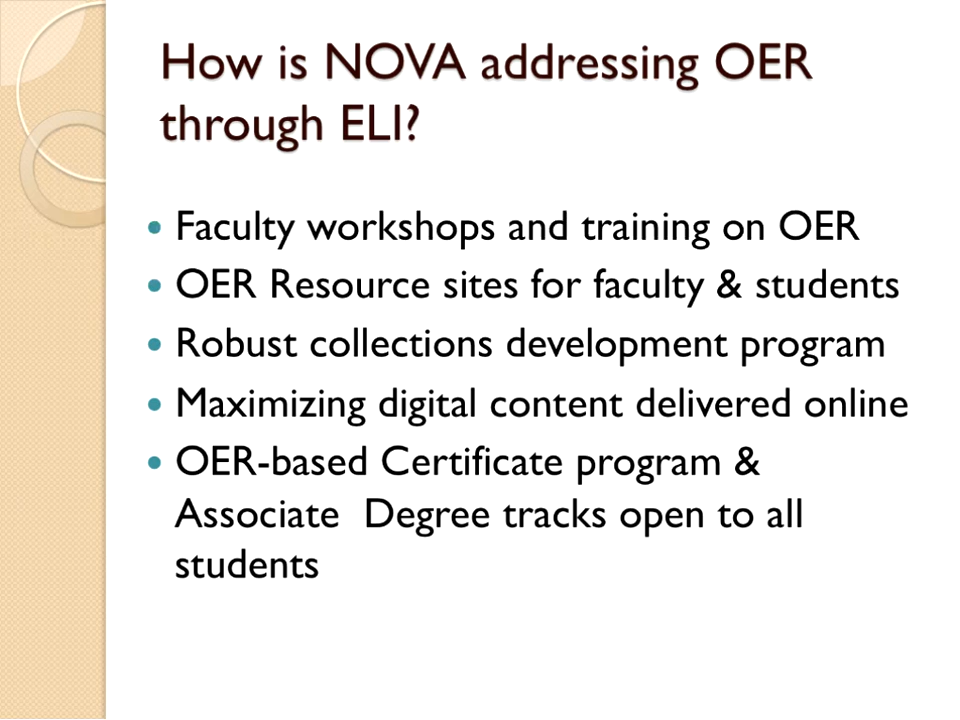 How is NOVA addressing OER
through ELI?
• Faculty workshops and training on OER
• OER Resource sites for faculty & students
• Robust collections development program
• Maximizing digital content delivered online
• OER-based Certificate program &
Associate  Degree tracks open to all
students